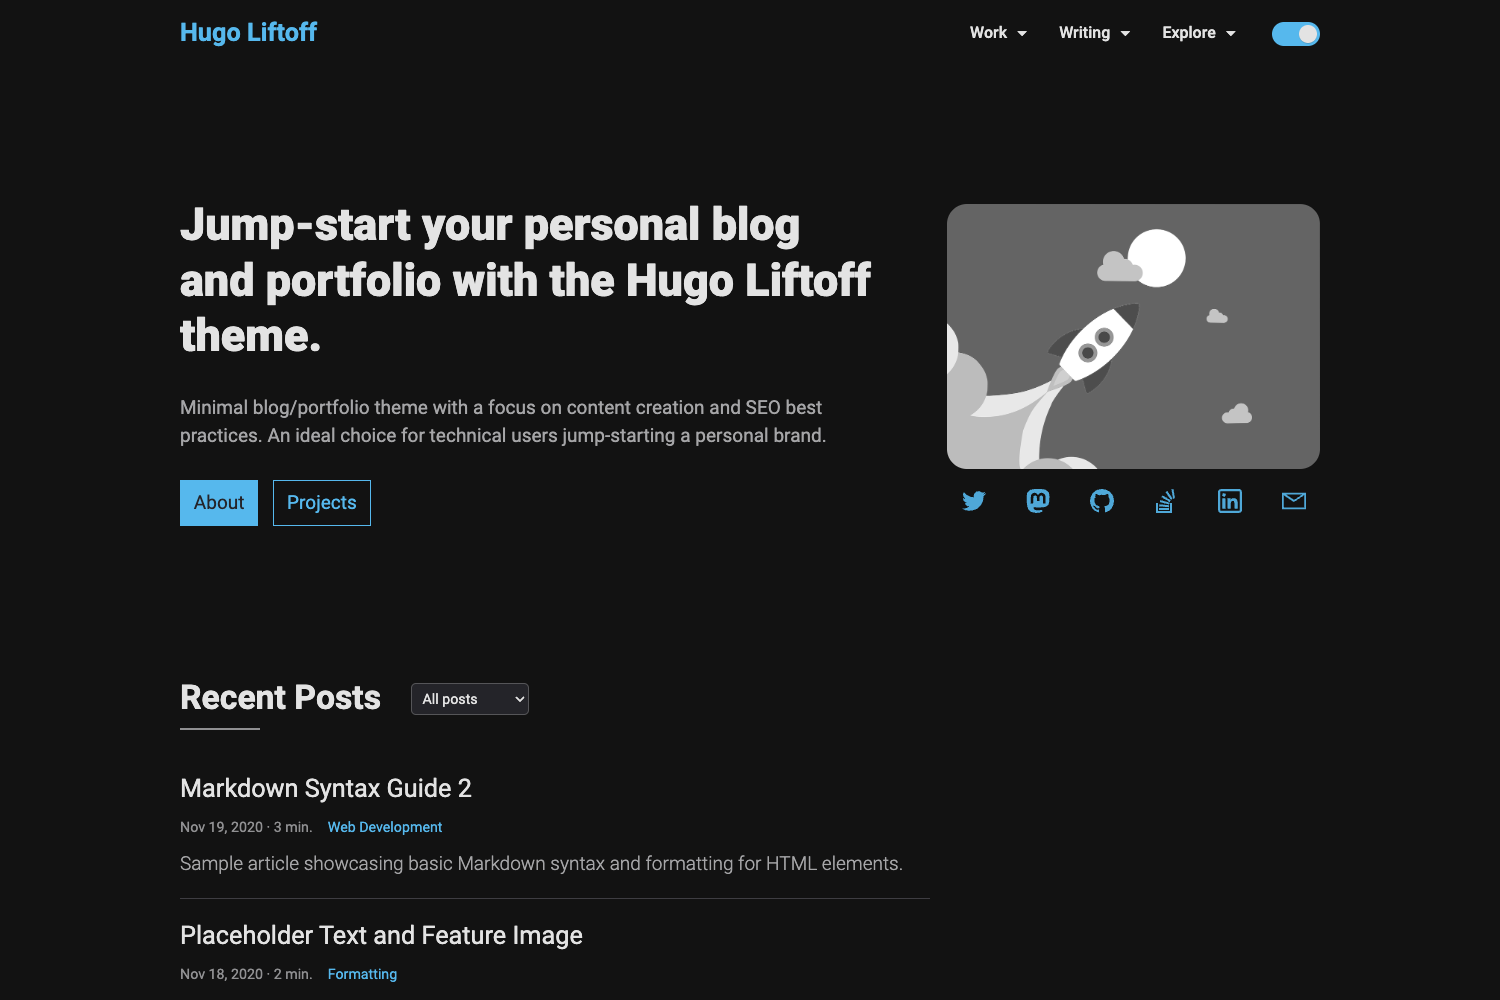 Hugo Liftoff
Work
Writing
Explore
Jump-start your personal blog
and portfolio with the Hugo Liftoff
theme.
Minimal blog/portfolio theme with a focus on content creation and SEO best
practices. An ideal choice for technical users jump-starting a personal brand.
About
Projects
Recent Posts
All posts
Markdown Syntax Guide 2
Nov 19, 2020 · 3 min. Web Development
Sample article showcasing basic Markdown syntax and formatting for HTML elements.
Placeholder Text and Feature Image
Nov 18, 2020 · 2 min. Formatting